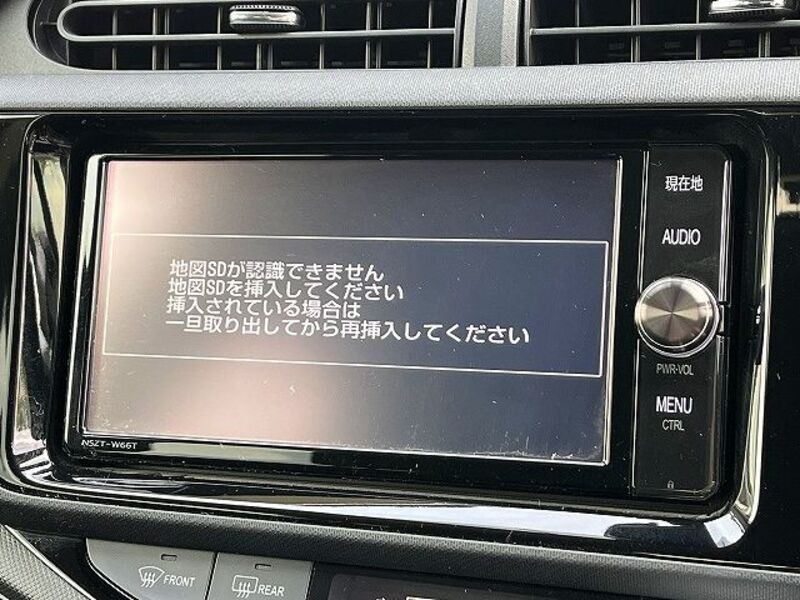 地図SDが認識できません
地図SDを挿入してください
挿入されている場合は
一旦取り出してから再挿入してください
NSZT-W66T
現在地
AUDIO
PWR-VOL
MENU
CTRL
FRONT
REAR